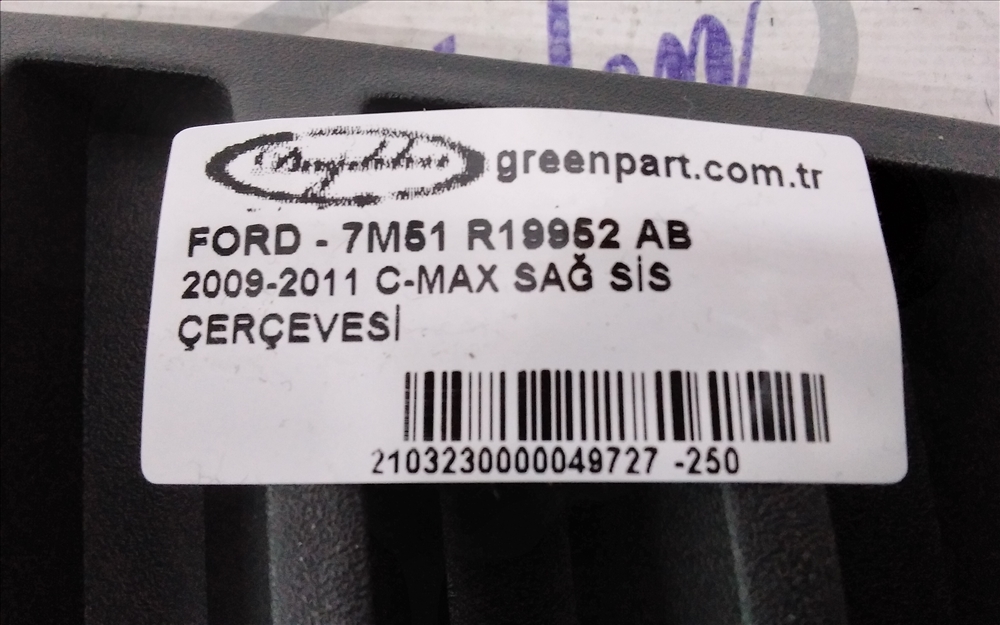 greenpart.com.tr
FORD - 7M51 R19952 AB
2009-2011 C-MAX SAĞ SİS
ÇERÇEVESİ
2103230000049727 -250